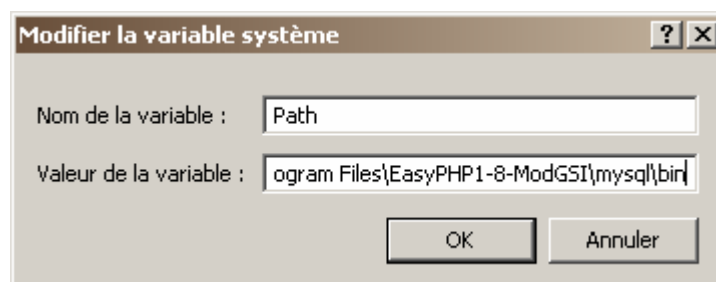 Modifier la variable système
Nom de la variable : Path
Valeur de la variable : ogram Files\EasyPHP1-8-ModGSI\mysql\bin
OK Annuler